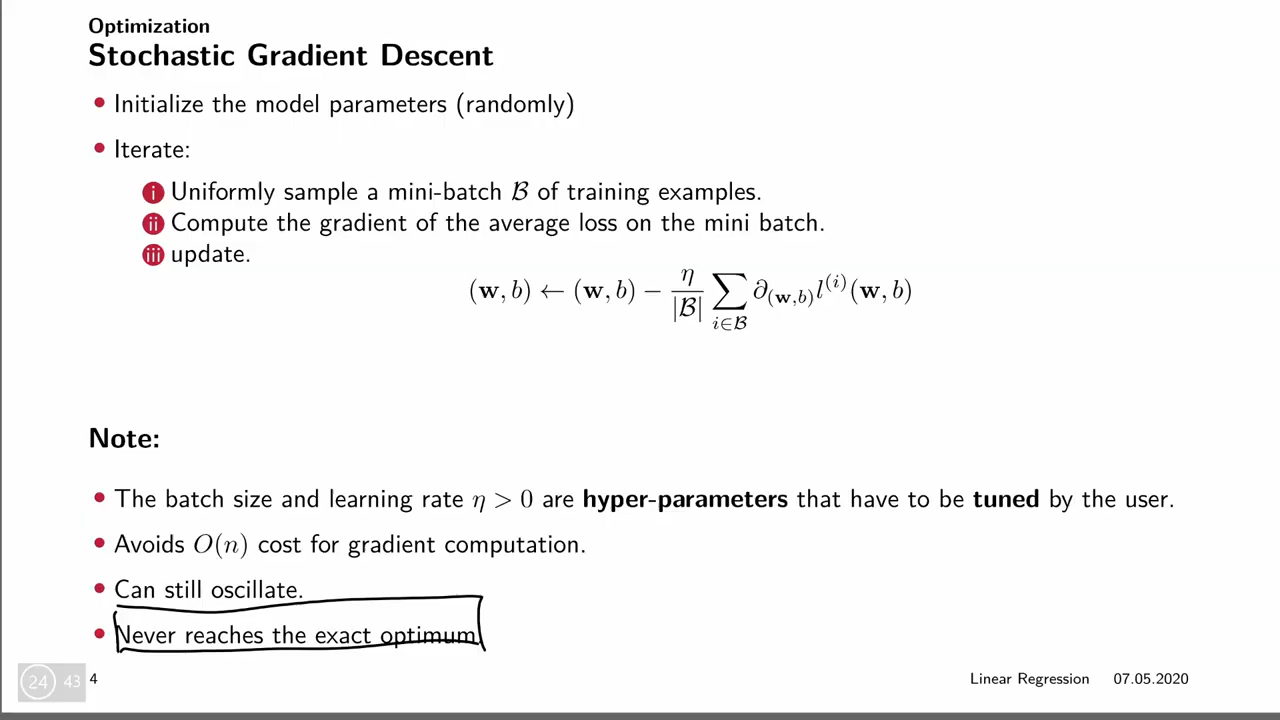 Optimization
Stochastic Gradient Descent
• Initialize the model parameters (randomly)
• Iterate:
i Uniformly sample a mini-batch ℬ of training examples.
ii Compute the gradient of the average loss on the mini batch.
iii update.
(𝐰, b) ← (𝐰, b) − η/|ℬ| ∑_{i∈ℬ} ∂_{(𝐰,b)} l^{(i)}(𝐰, b)
Note:
• The batch size and learning rate η > 0 are hyper-parameters that have to be tuned by the user.
• Avoids O(n) cost for gradient computation.
• Can still oscillate.
• Never reaches the exact optimum
24 43 4 Linear Regression 07.05.2020